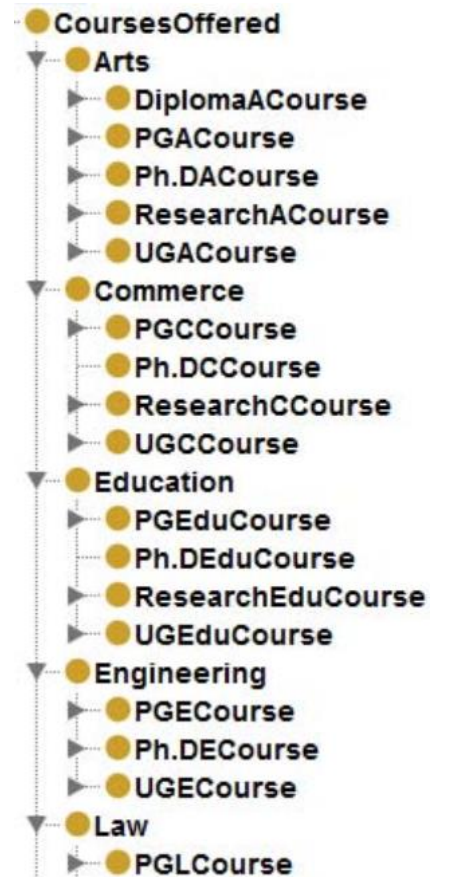 CoursesOffered
Arts
DiplomaACourse
PGACourse
Ph.DACourse
ResearchACourse
UGACourse
Commerce
PGCCourse
Ph.DCCourse
ResearchCCourse
UGCCourse
Education
PGEduCourse
Ph.DEduCourse
ResearchEduCourse
UGEduCourse
Engineering
PGECourse
Ph.DECourse
UGECourse
Law
PGLCourse